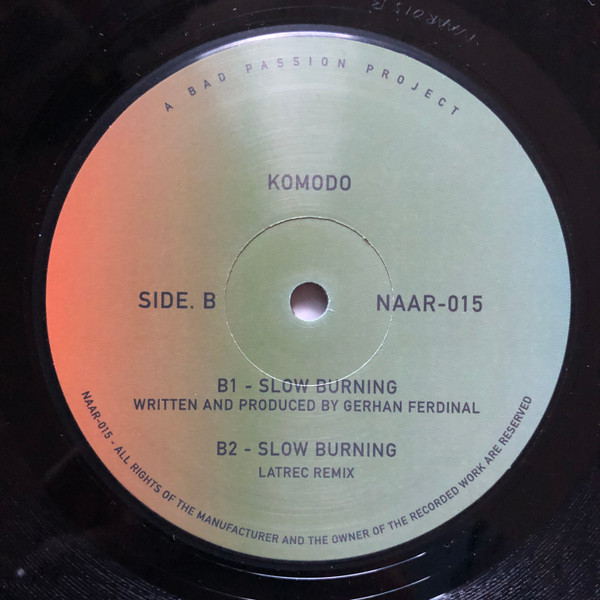 A BAD PASSION PROJECT
KOMODO
SIDE. B
NAAR-015
B1 - SLOW BURNING
WRITTEN AND PRODUCED BY GERHAN FERDINAL
B2 - SLOW BURNING
LATREC REMIX
NAAR-015 - ALL RIGHTS OF THE MANUFACTURER AND THE OWNER OF THE RECORDED WORK ARE RESERVED